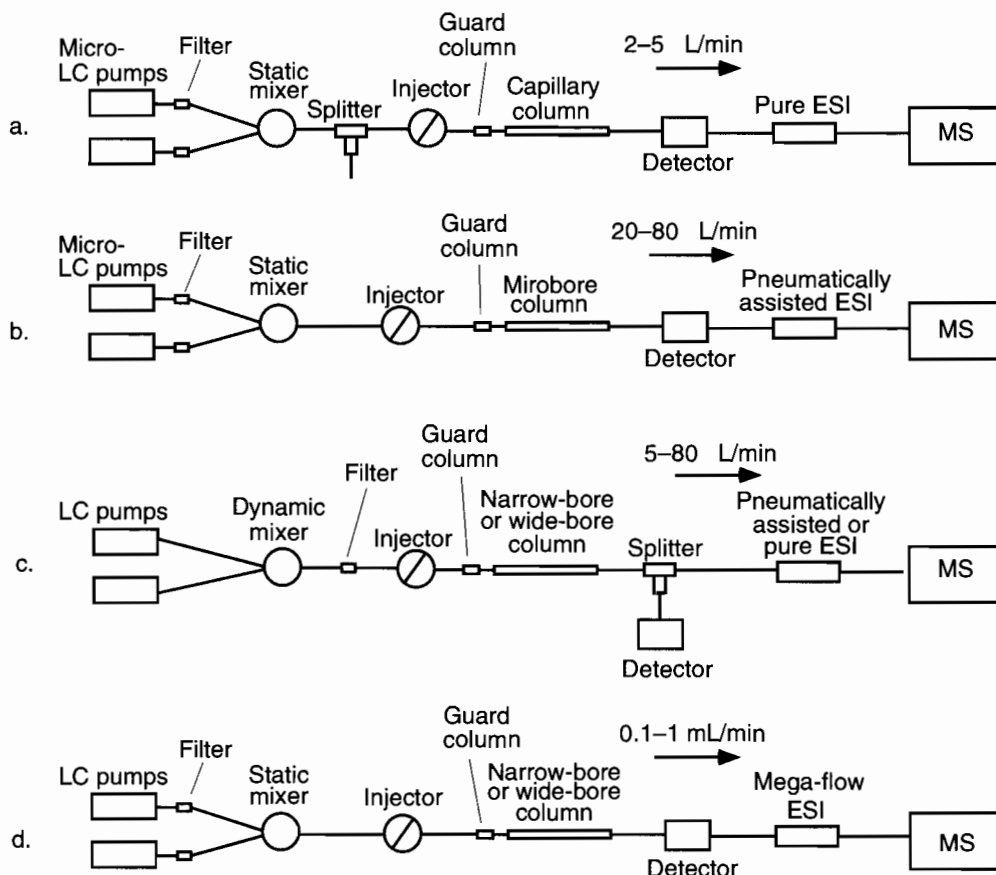 Micro-
LC pumps
Filter
Static
mixer
Splitter
Injector
Guard
column
Capillary
column
2–5 L/min
Detector
Pure ESI
MS
a.
Micro-
LC pumps
Filter
Static
mixer
Injector
Guard
column
Mirobore
column
20–80 L/min
Detector
Pneumatically
assisted ESI
MS
b.
LC pumps
Dynamic
mixer
Filter
Injector
Guard
column
Narrow-bore
or wide-bore
column
Splitter
Detector
5–80 L/min
Pneumatically
assisted or
pure ESI
MS
c.
LC pumps
Filter
Static
mixer
Injector
Guard
column
Narrow-bore
or wide-bore
column
0.1–1 mL/min
Detector
Mega-flow
ESI
MS
d.